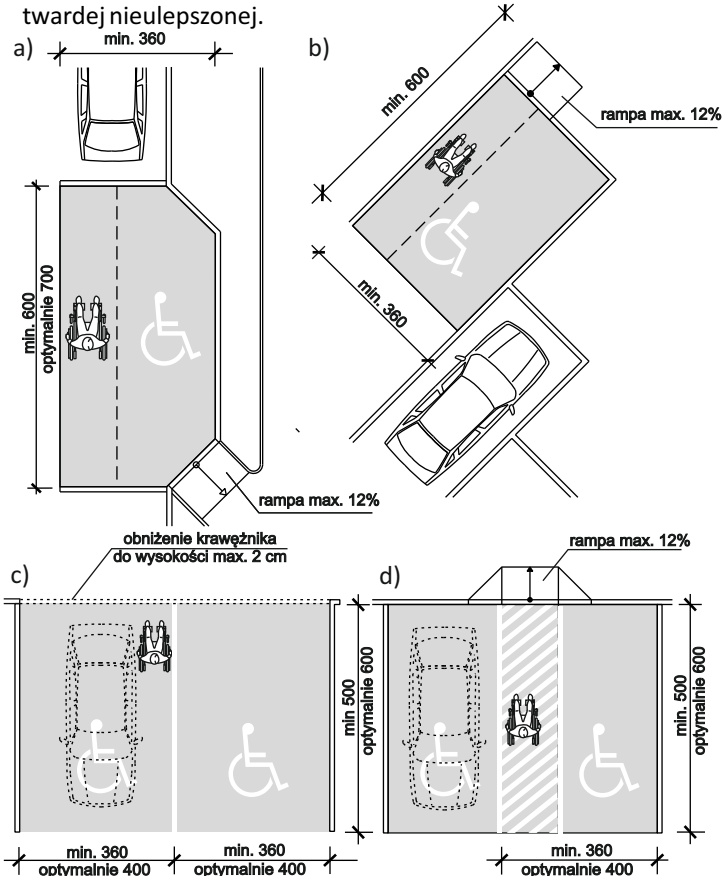 twardej nieulepszonej.
a)
min. 360
b)
min. 600
rampa max. 12%
min. 600
optymalnie 700
min. 360
rampa max. 12%
obniżenie krawężnika
do wysokości max. 2 cm
rampa max. 12%
c)
d)
min 500
optymalnie 600
min 500
optymalnie 600
min. 360
optymalnie 400
min. 360
optymalnie 400
min. 360
optymalnie 400